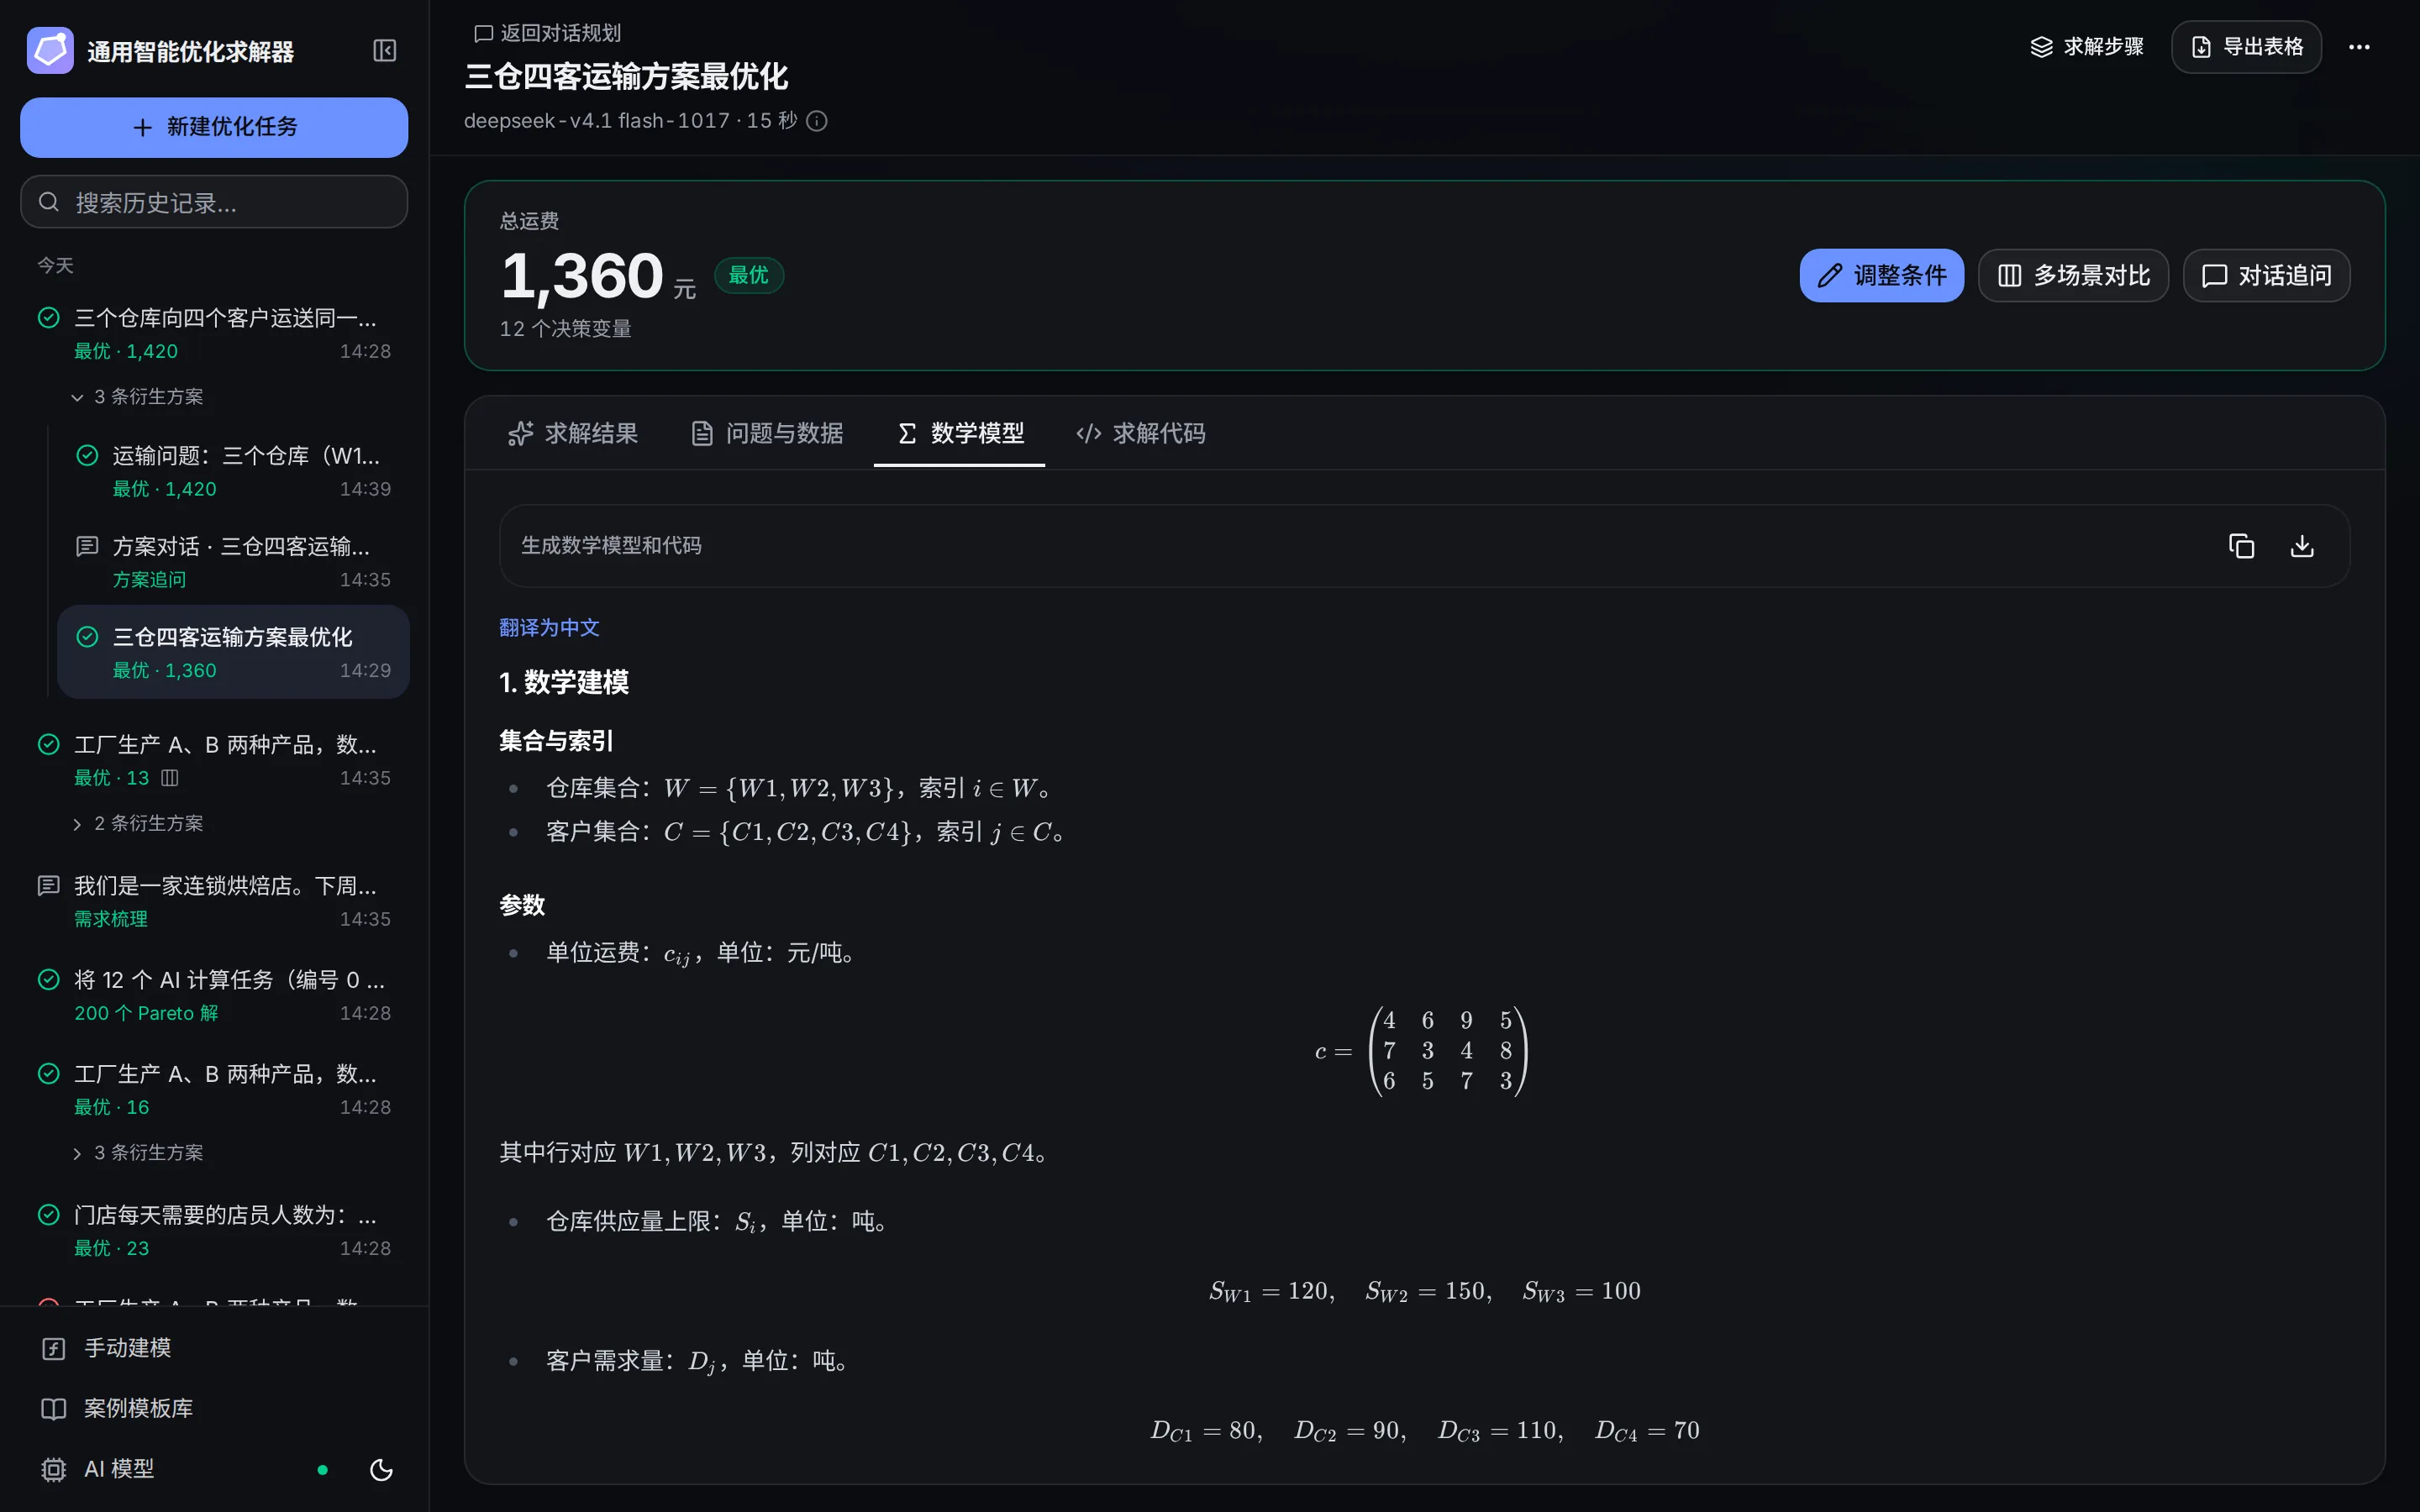 通用智能优化求解器
新建优化任务
搜索历史记录...
今天
三个仓库向四个客户运送同一...
最优 · 1,420 14:28
3 条衍生方案
运输问题：三个仓库（W1...
最优 · 1,420 14:39
方案对话 · 三仓四客运输...
方案追问 14:35
三仓四客运输方案最优化
最优 · 1,360 14:29
工厂生产 A、B 两种产品，数...
最优 · 13 14:35
2 条衍生方案
我们是一家连锁烘焙店。下周...
需求梳理 14:35
将 12 个 AI 计算任务（编号 0 ...
200 个 Pareto 解 14:28
工厂生产 A、B 两种产品，数...
最优 · 16 14:28
3 条衍生方案
门店每天需要的店员人数为：...
最优 · 23 14:28
手动建模
案例模板库
AI 模型
返回对话规划
三仓四客运输方案最优化
deepseek-v4.1 flash-1017 · 15 秒
求解步骤
导出表格
总运费
1,360 元 最优
12 个决策变量
调整条件
多场景对比
对话追问
求解结果
问题与数据
数学模型
求解代码
生成数学模型和代码
翻译为中文
1. 数学建模
集合与索引
仓库集合：W = {W1, W2, W3}，索引 i ∈ W。
客户集合：C = {C1, C2, C3, C4}，索引 j ∈ C。
参数
单位运费：c_ij，单位：元/吨。
c =
4 6 9 5
7 3 4 8
6 5 7 3
其中行对应 W1, W2, W3，列对应 C1, C2, C3, C4。
仓库供应量上限：S_i，单位：吨。
S_W1 = 120, S_W2 = 150, S_W3 = 100
客户需求量：D_j，单位：吨。
D_C1 = 80, D_C2 = 90, D_C3 = 110, D_C4 = 70